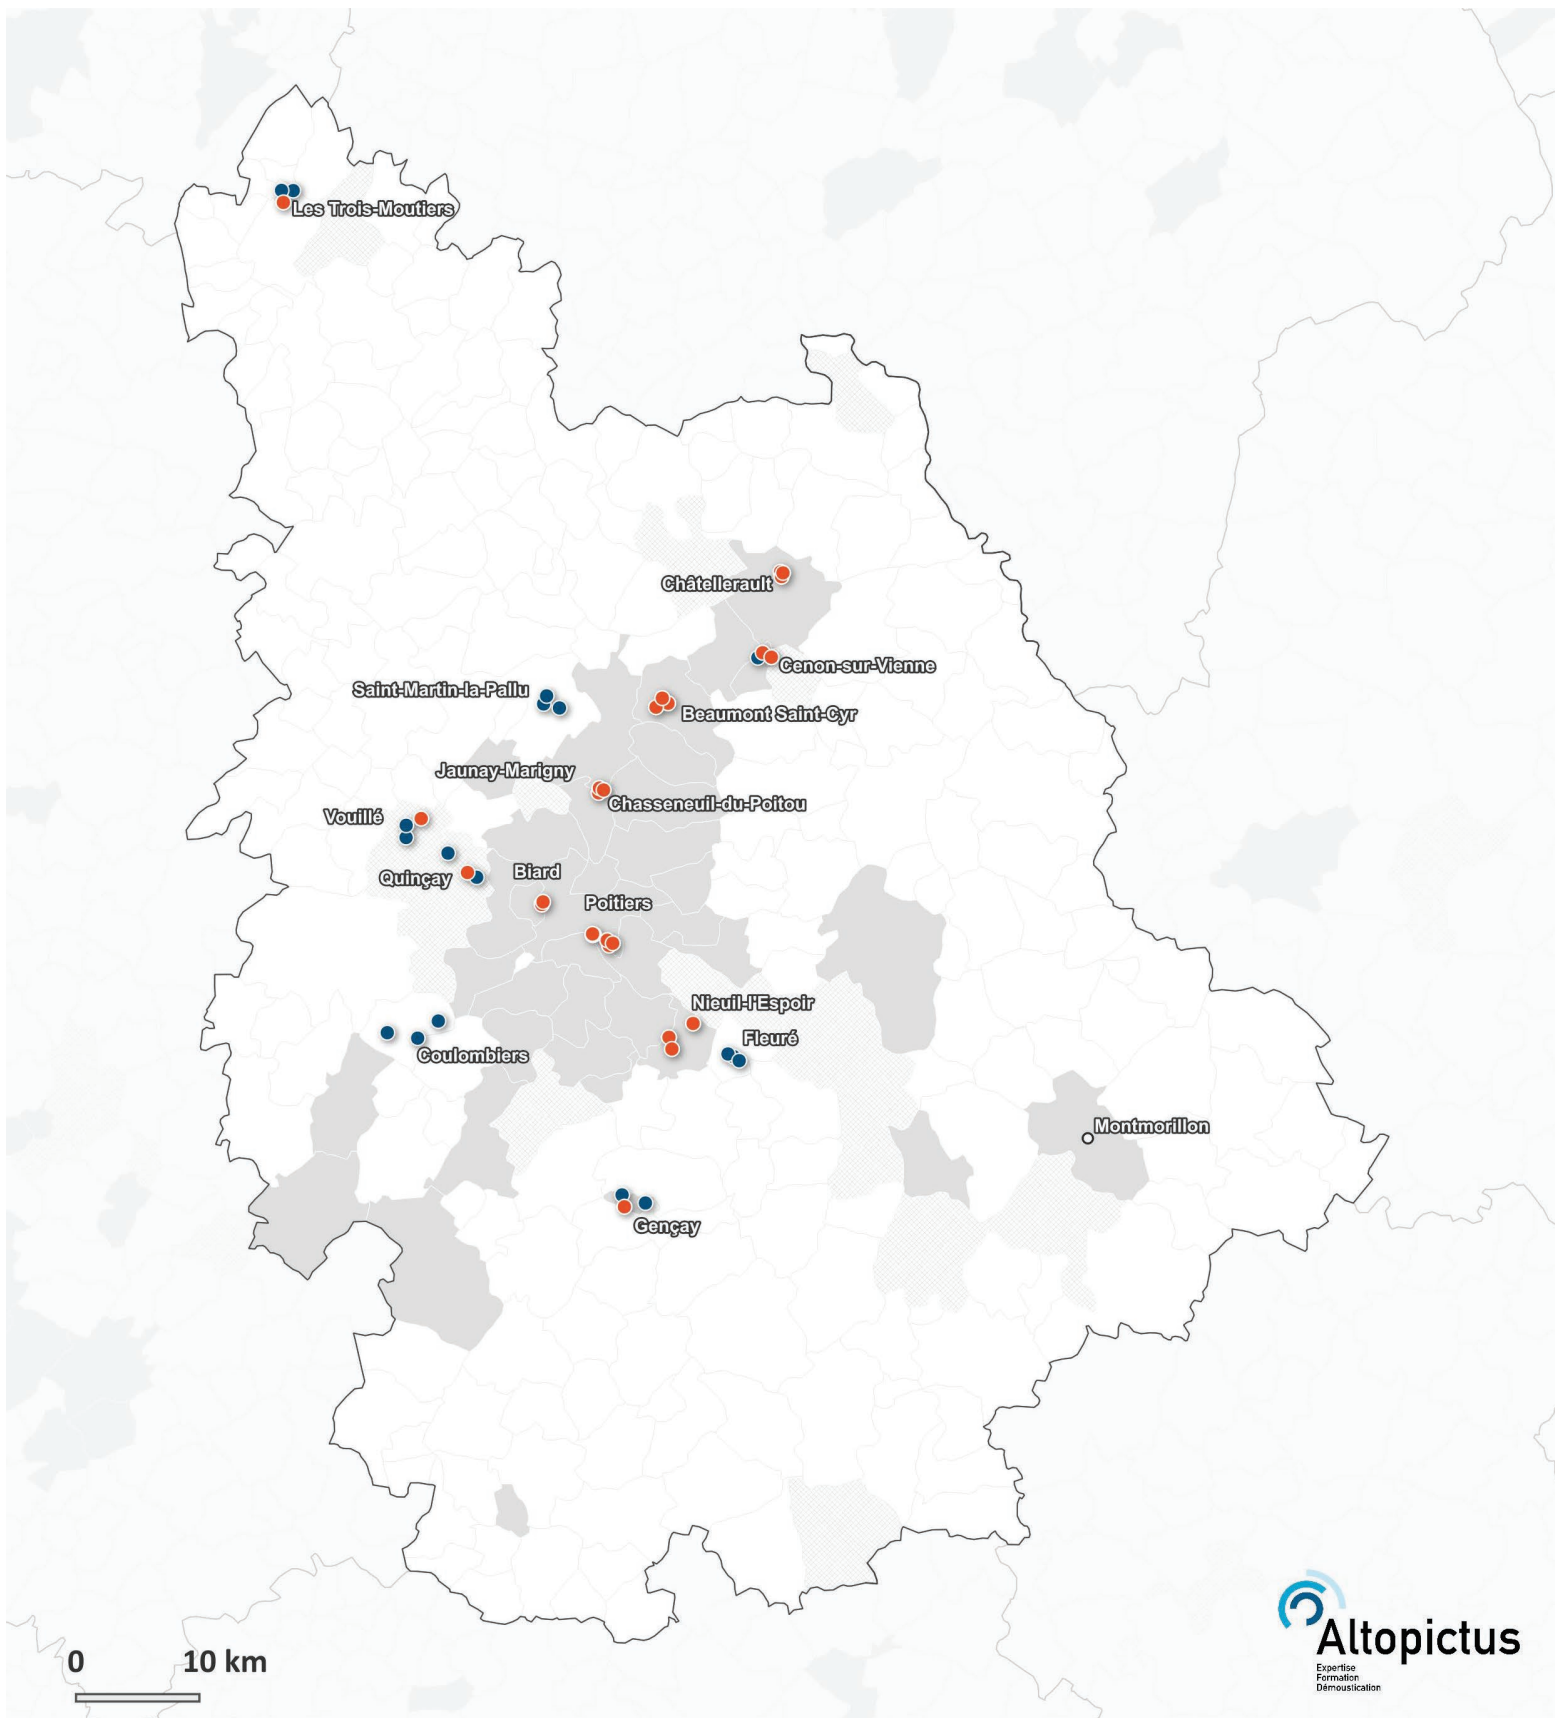 Les Trois-Moutiers
Châtellerault
Cenon-sur-Vienne
Saint-Martin-la-Pallu
Beaumont Saint-Cyr
Jaunay-Marigny
Chasseneuil-du-Poitou
Vouillé
Biard
Quinçay
Poitiers
Nieuil-l'Espoir
Fleuré
Coulombiers
Montmorillon
Gençay
Altopictus
Expertise
Formation
Démoustication
0 10 km